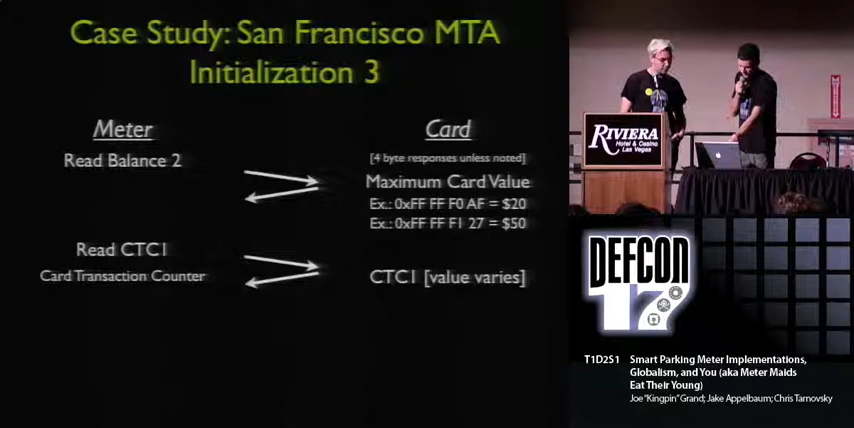 Case Study: San Francisco MTA
Initialization 3
Meter
Card
Read Balance 2
[4 byte responses unless noted]
Maximum Card Value
Ex.: 0xFF FF F0 AF = $20
Ex.: 0xFF FF F1 27 = $50
Read CTC1
Card Transaction Counter
CTC1 [value varies]
RIVIERA
Hotel & Casino
Las Vegas
DEFCON
17
T1D2S1 Smart Parking Meter Implementations,
Globalism, and You (aka Meter Maids
Eat Their Young)
Joe "Kingpin" Grand; Jake Appelbaum; Chris Tarnovsky